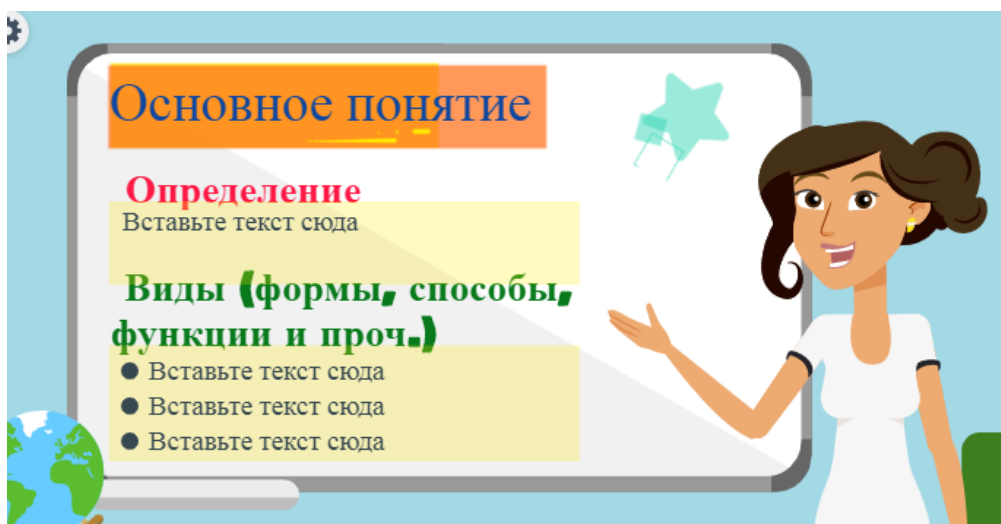 Основное понятие
Определение
Вставьте текст сюда
Виды (формы, способы,
функции и проч.)
● Вставьте текст сюда
● Вставьте текст сюда
● Вставьте текст сюда